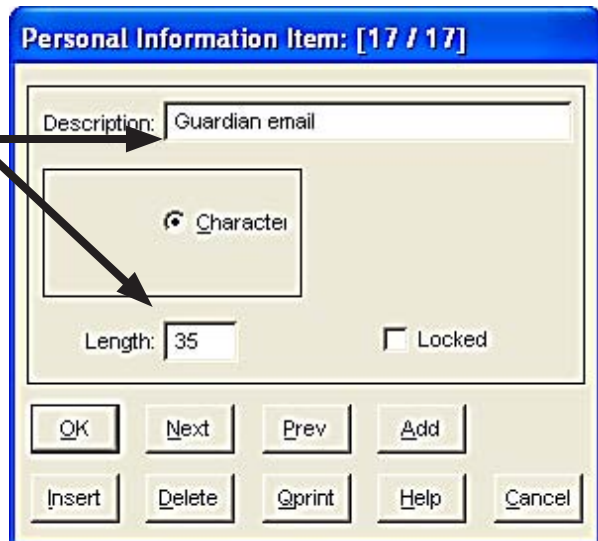 Personal Information Item: [17 / 17]
Description: Guardian email
Character
Length: 35 Locked
OK Next Prev Add
Insert Delete Qprint Help Cancel